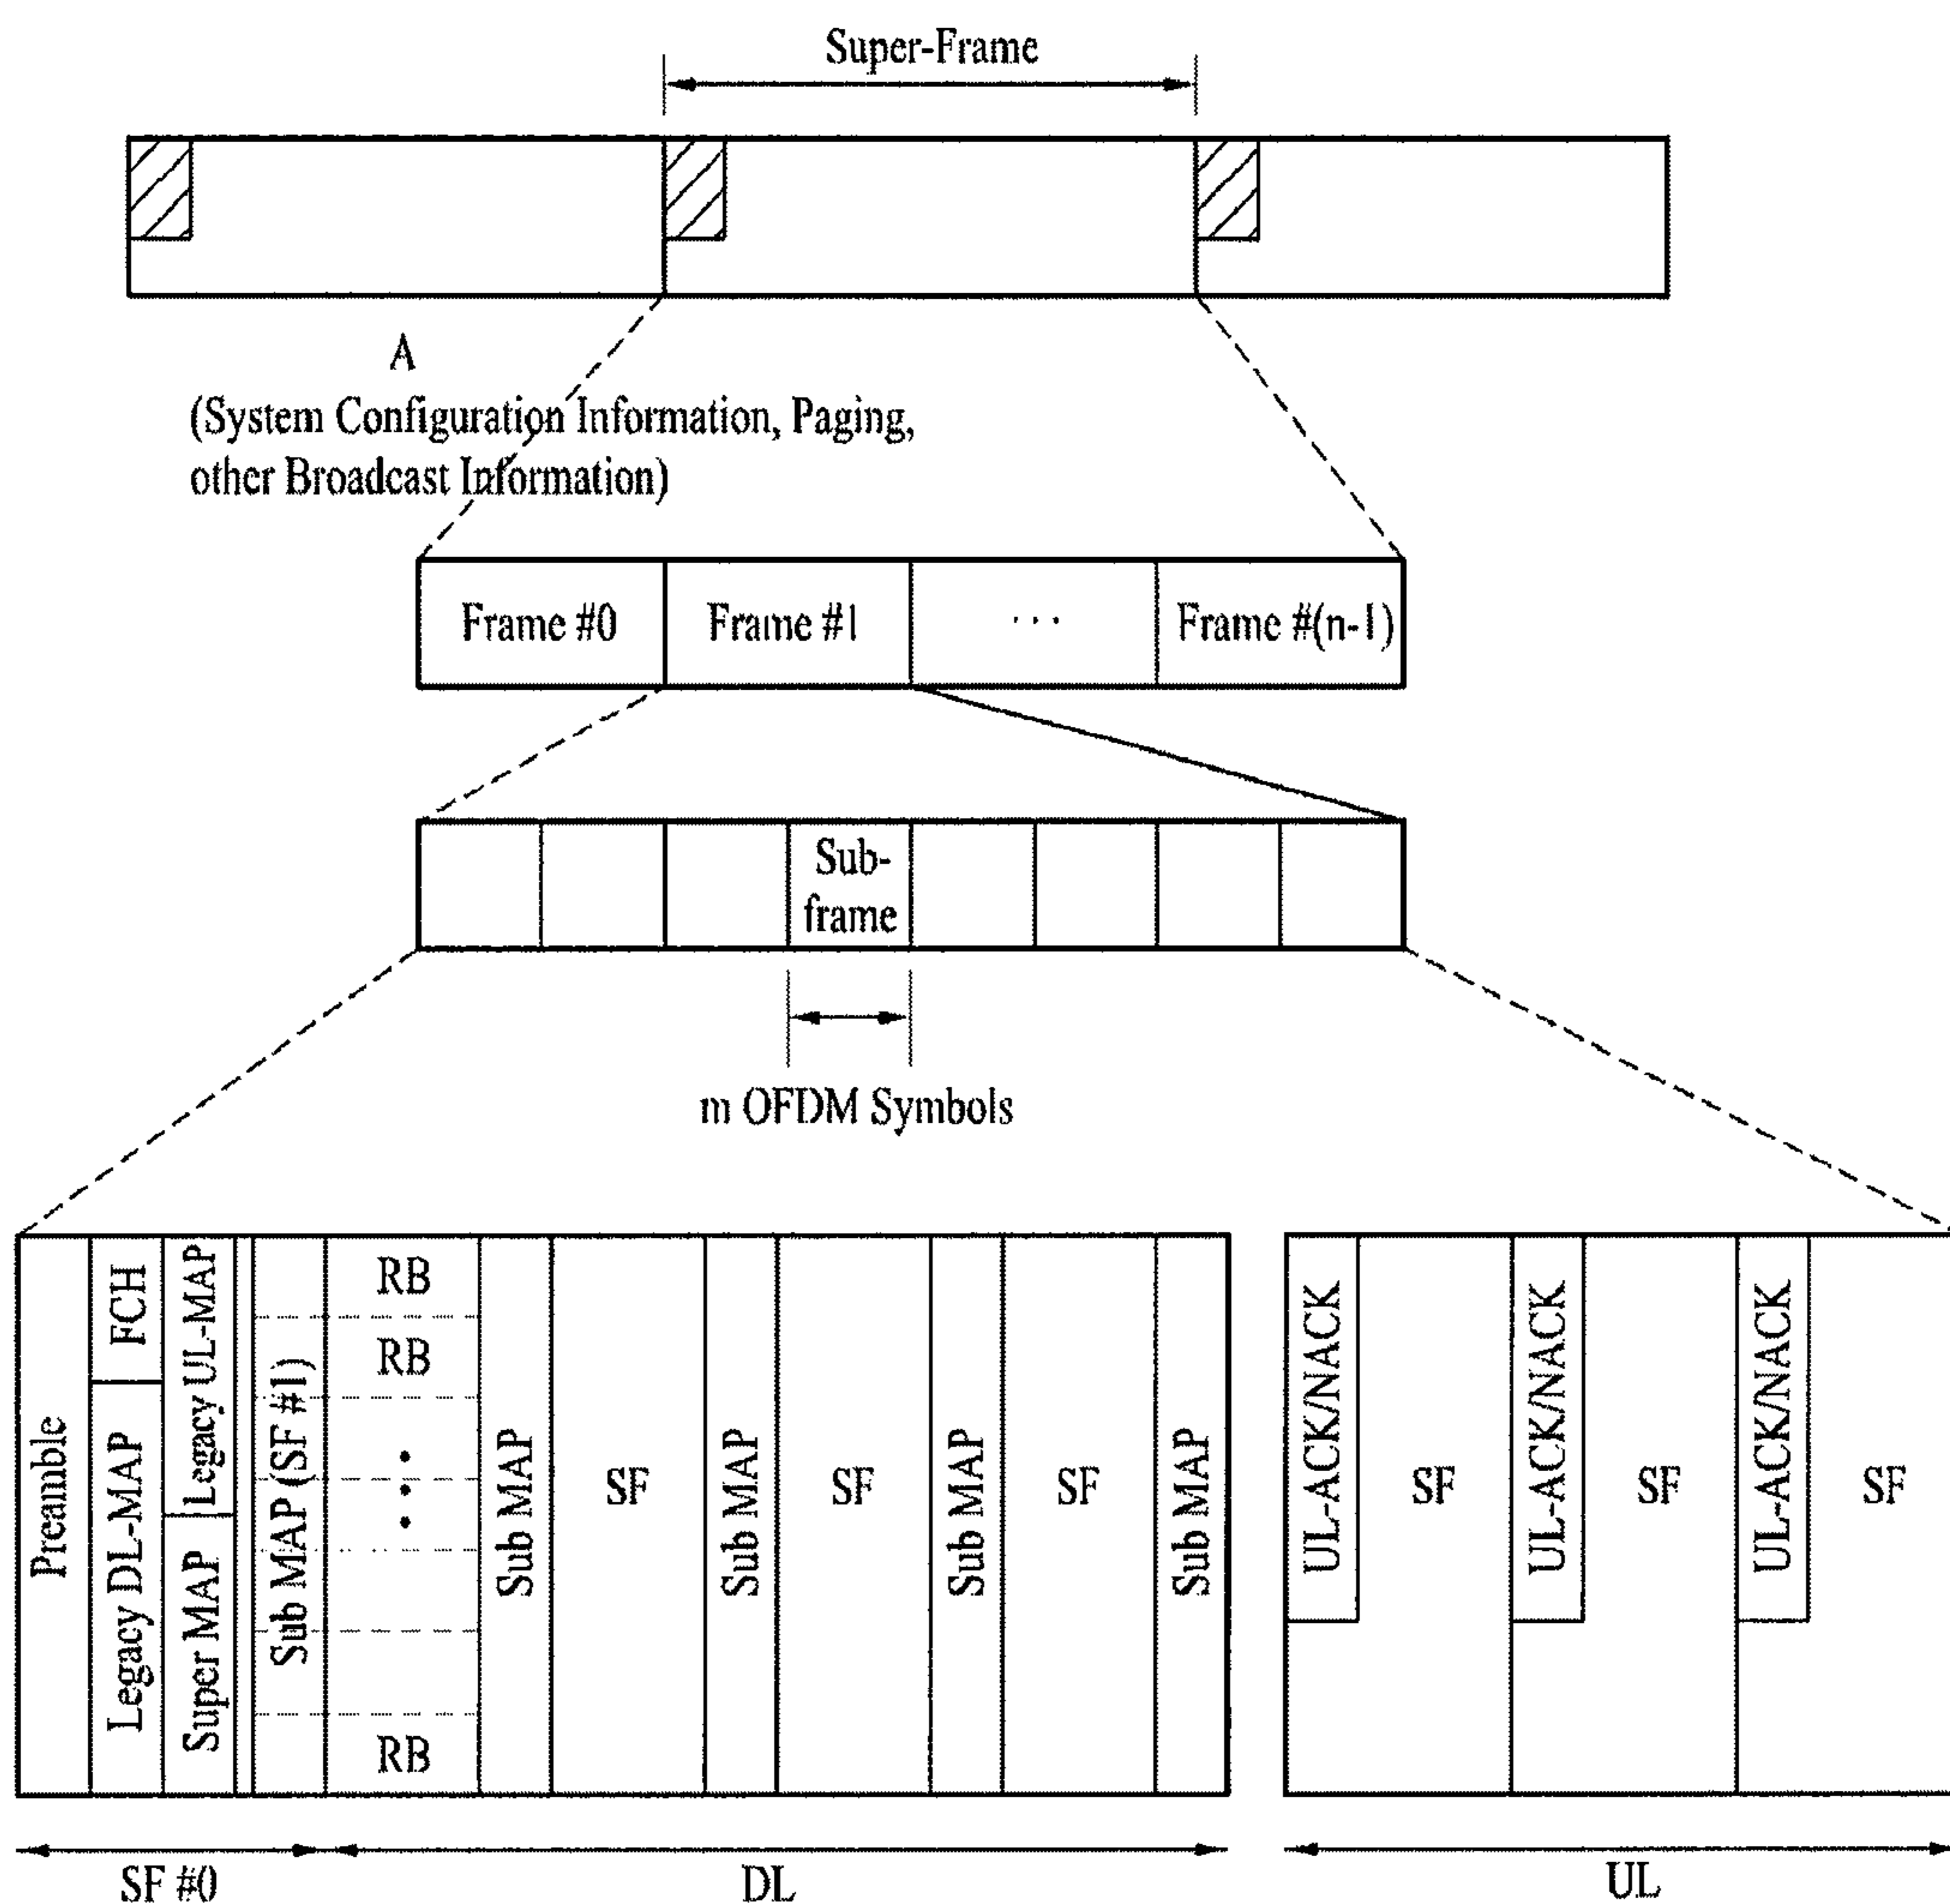 Super-Frame
A
(System Configuration Information, Paging,
other Broadcast Information)
Frame #0
Frame #1
...
Frame #(n-1)
Sub-
frame
m OFDM Symbols
Preamble
FCH
Legacy DL-MAP
Legacy UL-MAP
Super MAP
Sub MAP (SF #1)
RB
RB
RB
Sub MAP
SF
Sub MAP
SF
Sub MAP
SF
Sub MAP
UL-ACK/NACK
SF
UL-ACK/NACK
SF
UL-ACK/NACK
SF
SF #0
DL
UL